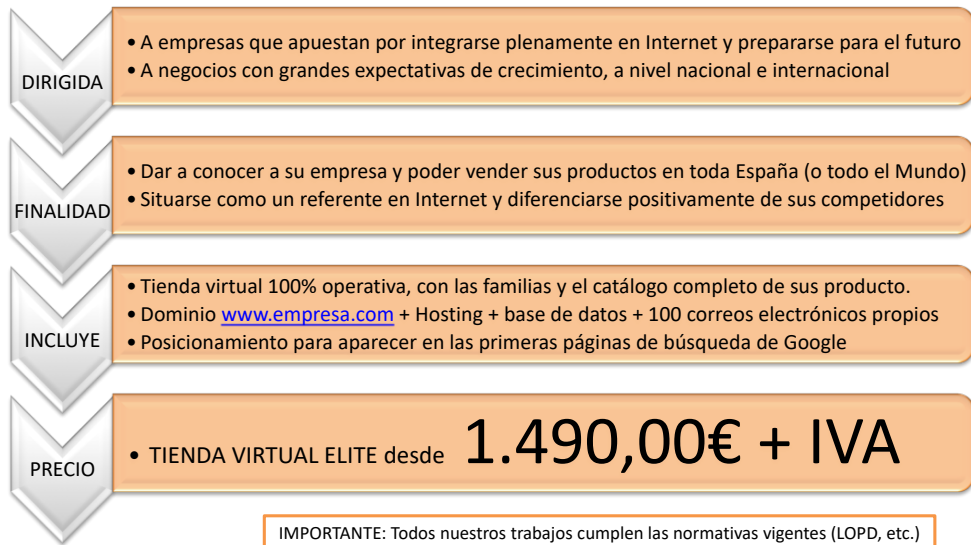 DIRIGIDA
• A empresas que apuestan por integrarse plenamente en Internet y prepararse para el futuro
• A negocios con grandes expectativas de crecimiento, a nivel nacional e internacional
FINALIDAD
• Dar a conocer a su empresa y poder vender sus productos en toda España (o todo el Mundo)
• Situarse como un referente en Internet y diferenciarse positivamente de sus competidores
INCLUYE
• Tienda virtual 100% operativa, con las familias y el catálogo completo de sus producto.
• Dominio www.empresa.com + Hosting + base de datos + 100 correos electrónicos propios
• Posicionamiento para aparecer en las primeras páginas de búsqueda de Google
PRECIO
• TIENDA VIRTUAL ELITE desde 1.490,00€ + IVA
IMPORTANTE: Todos nuestros trabajos cumplen las normativas vigentes (LOPD, etc.)